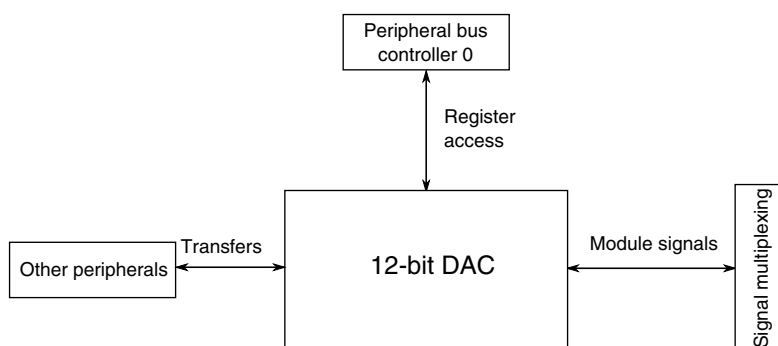 Peripheral bus
controller 0
Register
access
Transfers
Other peripherals
12-bit DAC
Module signals
Signal multiplexing